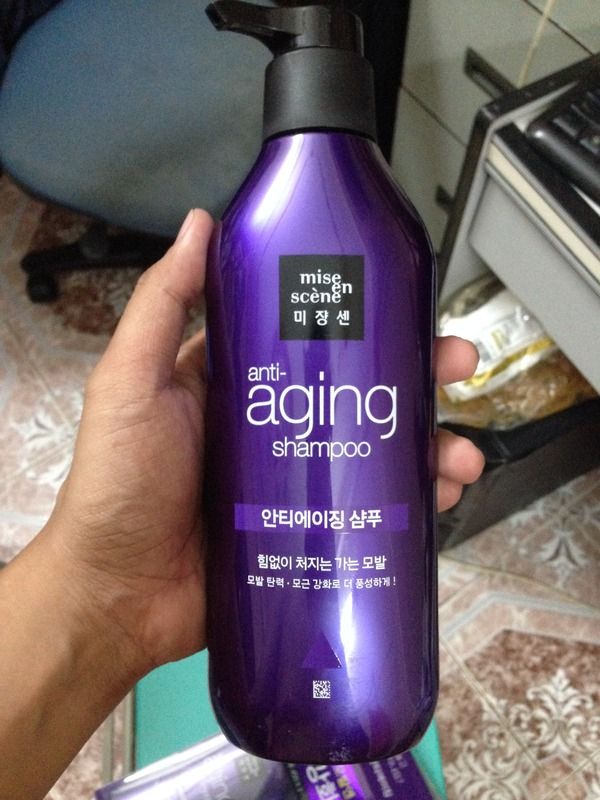 mise
en
scène
미쟝센
anti-
aging
shampoo
안티에이징 샴푸
힘없이 처지는 가는 모발
모발 탄력 · 모근 강화로 더 풍성하게 !